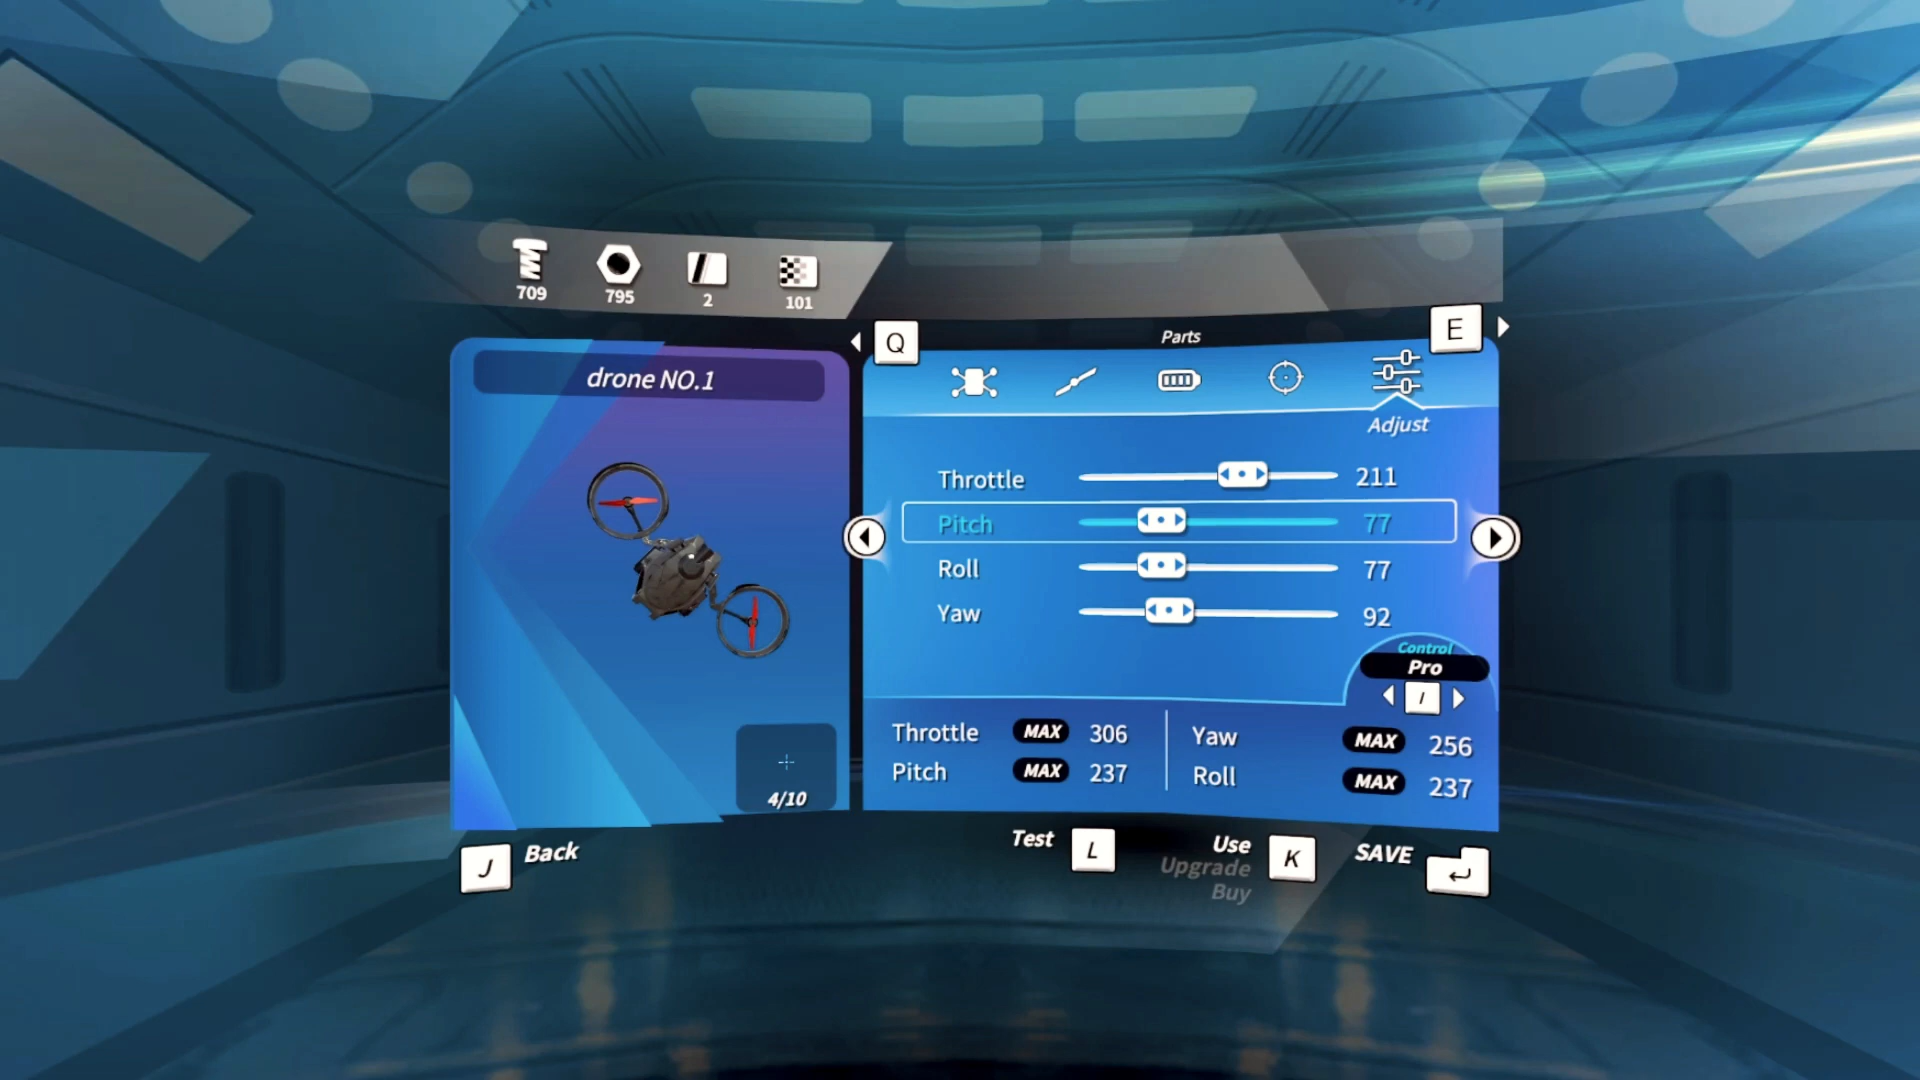 709
795
2
101
Q
Parts
E
drone NO.1
Adjust
Throttle 211
Pitch 77
Roll 77
Yaw 92
Control
Pro
I
Throttle MAX 306
Pitch MAX 237
Yaw MAX 256
Roll MAX 237
4/10
J Back
Test L
Use K
Upgrade
Buy
SAVE